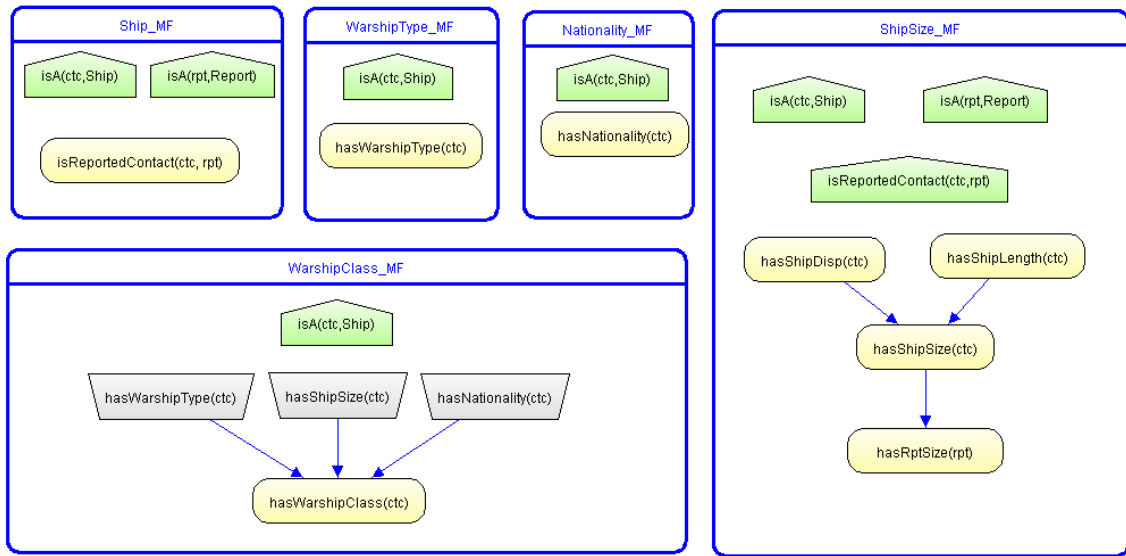 Ship_MF
isA(ctc,Ship)
isA(rpt,Report)
isReportedContact(ctc, rpt)
WarshipType_MF
isA(ctc,Ship)
hasWarshipType(ctc)
Nationality_MF
isA(ctc,Ship)
hasNationality(ctc)
ShipSize_MF
isA(ctc,Ship)
isA(rpt,Report)
isReportedContact(ctc,rpt)
hasShipDisp(ctc)
hasShipLength(ctc)
hasShipSize(ctc)
hasRptSize(rpt)
WarshipClass_MF
isA(ctc,Ship)
hasWarshipType(ctc)
hasShipSize(ctc)
hasNationality(ctc)
hasWarshipClass(ctc)